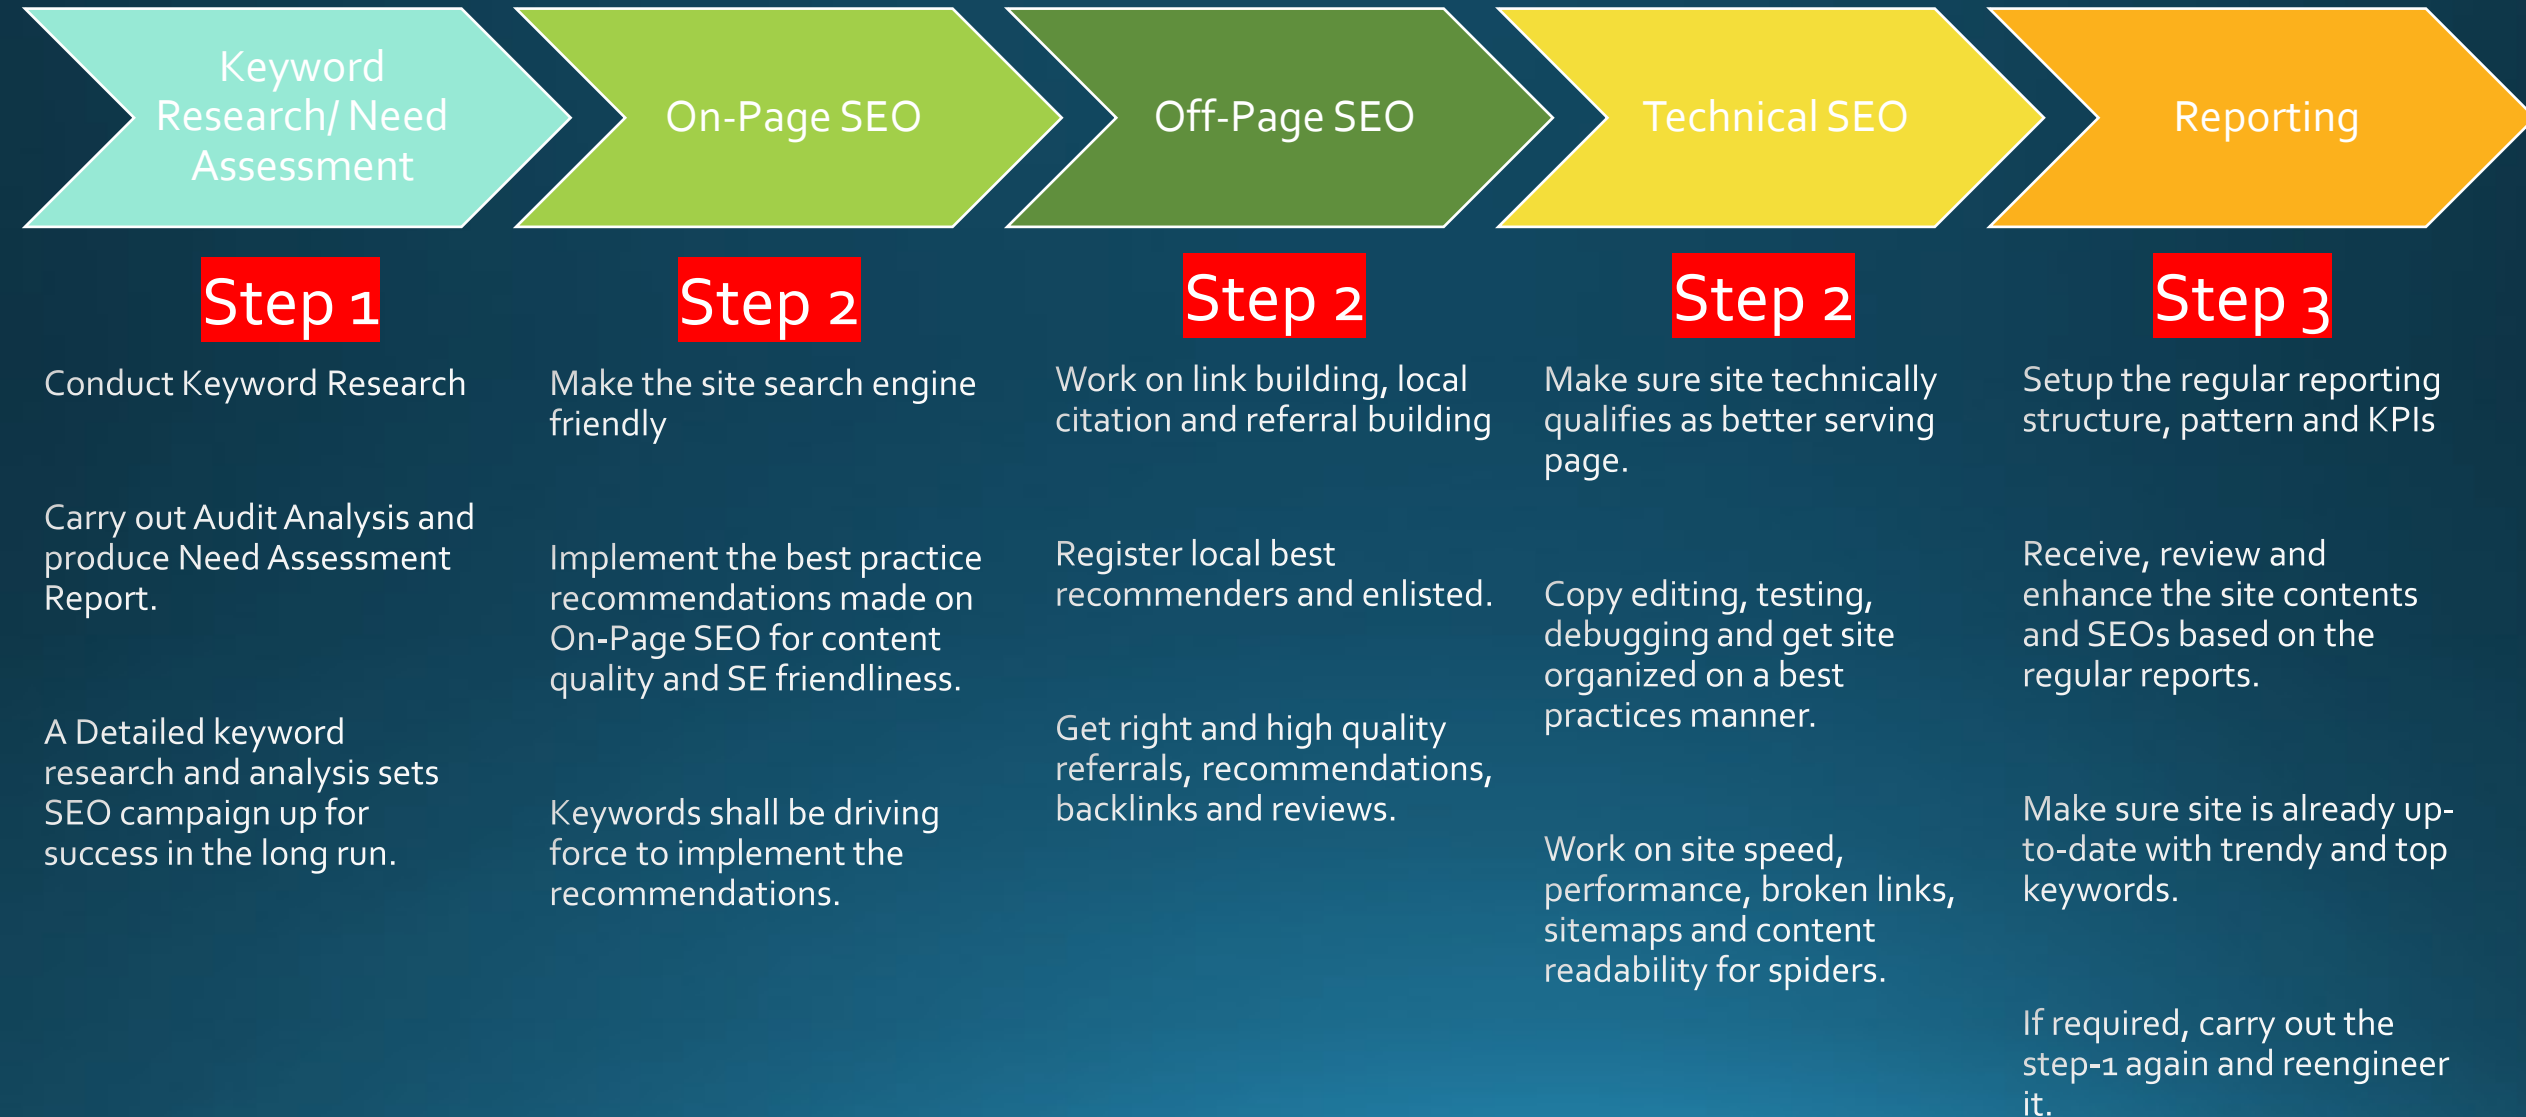 Keyword
Research/ Need
Assessment
On-Page SEO
Off-Page SEO
Technical SEO
Reporting
Step 1
Conduct Keyword Research
Carry out Audit Analysis and
produce Need Assessment
Report.
A Detailed keyword
research and analysis sets
SEO campaign up for
success in the long run.
Step 2
Make the site search engine
friendly
Implement the best practice
recommendations made on
On-Page SEO for content
quality and SE friendliness.
Keywords shall be driving
force to implement the
recommendations.
Step 2
Work on link building, local
citation and referral building
Register local best
recommenders and enlisted.
Get right and high quality
referrals, recommendations,
backlinks and reviews.
Step 2
Make sure site technically
qualifies as better serving
page.
Copy editing, testing,
debugging and get site
organized on a best
practices manner.
Work on site speed,
performance, broken links,
sitemaps and content
readability for spiders.
Step 3
Setup the regular reporting
structure, pattern and KPIs
Receive, review and
enhance the site contents
and SEOs based on the
regular reports.
Make sure site is already up-
to-date with trendy and top
keywords.
If required, carry out the
step-1 again and reengineer
it.